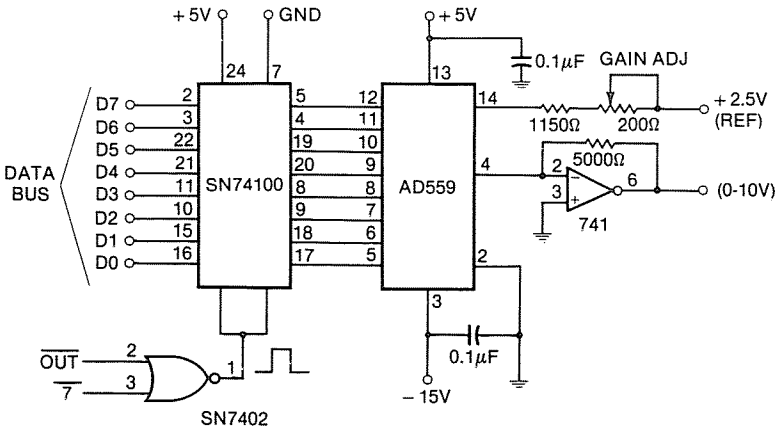 +5V GND
24 7
DATA BUS
D7 2
D6 3
D5 22
D4 21
D3 11
D2 10
D1 15
D0 16
SN74100
5 12
4 11
19 10
20 9
8 8
9 7
18 6
17 5
AD559
+5V
0.1μF
13
14
GAIN ADJ
1150Ω 200Ω
+2.5V
(REF)
4
5000Ω
2 −
3 +
6
741
(0-10V)
2
3
0.1μF
−15V
OUT 2
7 3
1
SN7402